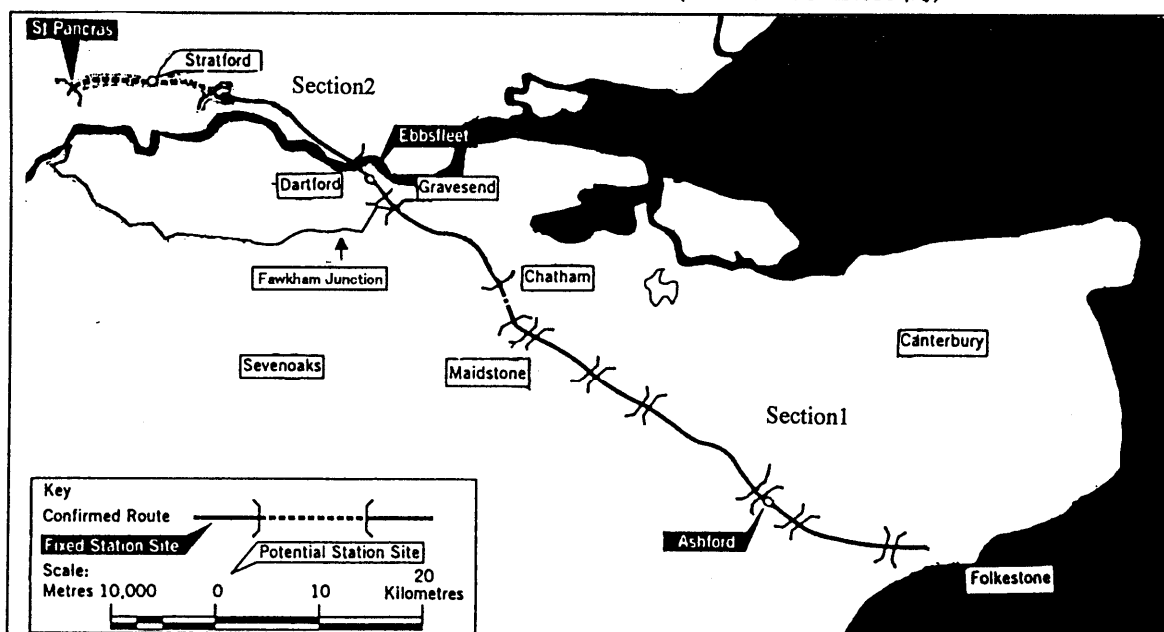 St Pancras
Stratford
Section2
Ebbsfleet
Dartford
Gravesend
Fawkham Junction
Chatham
Canterbury
Sevenoaks
Maidstone
Section1
Ashford
Folkestone
Key
Confirmed Route
Fixed Station Site
Potential Station Site
Scale:
20
Metres 10,000 0 10 Kilometres